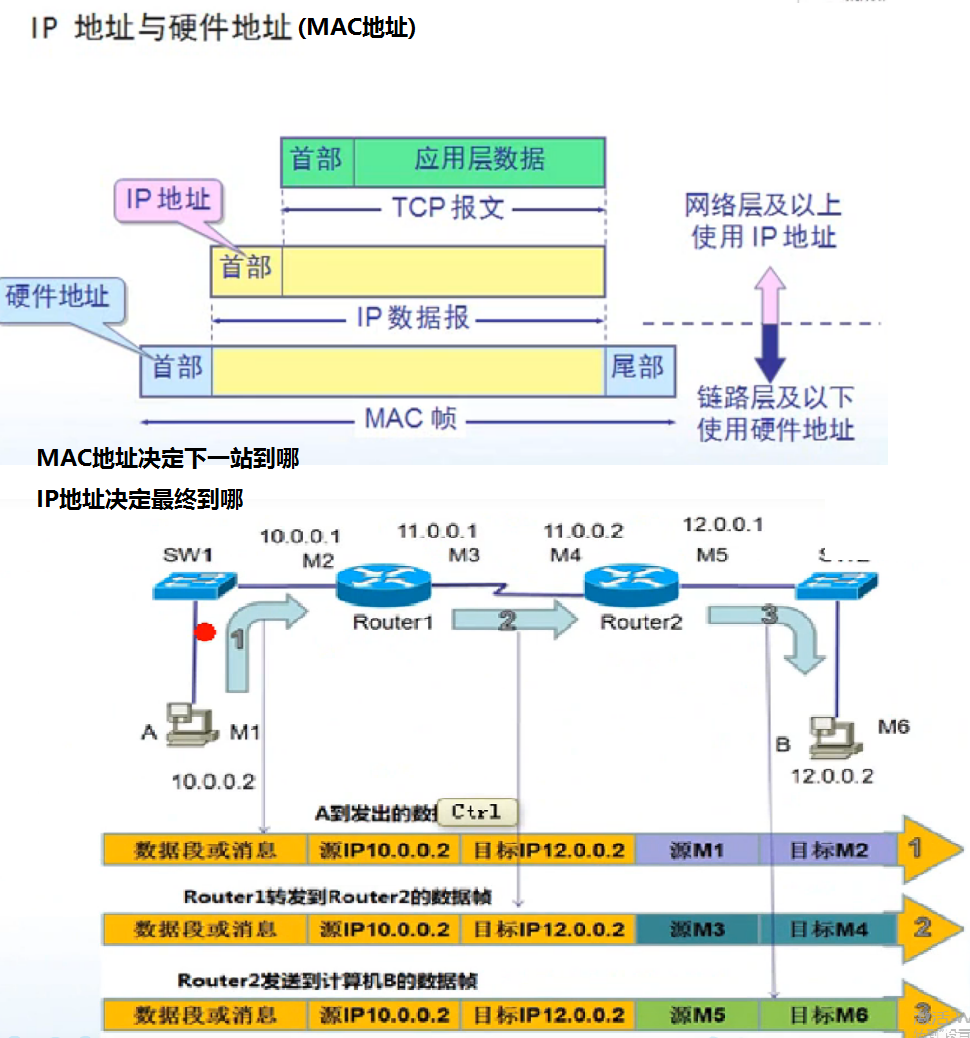 IP 地址与硬件地址 (MAC地址)
首部 应用层数据
TCP 报文
IP 地址
首部
IP 数据报
硬件地址
首部 尾部
MAC 帧
网络层及以上
使用 IP 地址
链路层及以下
使用硬件地址
MAC地址决定下一站到哪
IP地址决定最终到哪
SW1 10.0.0.1 11.0.0.1 11.0.0.2 12.0.0.1
M2 M3 M4 M5
Router1 Router2
1 2 3
A M1 B M6
10.0.0.2 12.0.0.2
A到发出的数
Ctrl
数据段或消息 源IP10.0.0.2 目标IP12.0.0.2 源M1 目标M2 1
Router1转发到Router2的数据帧
数据段或消息 源IP10.0.0.2 目标IP12.0.0.2 源M3 目标M4 2
Router2发送到计算机B的数据帧
数据段或消息 源IP10.0.0.2 目标IP12.0.0.2 源M5 目标M6 3